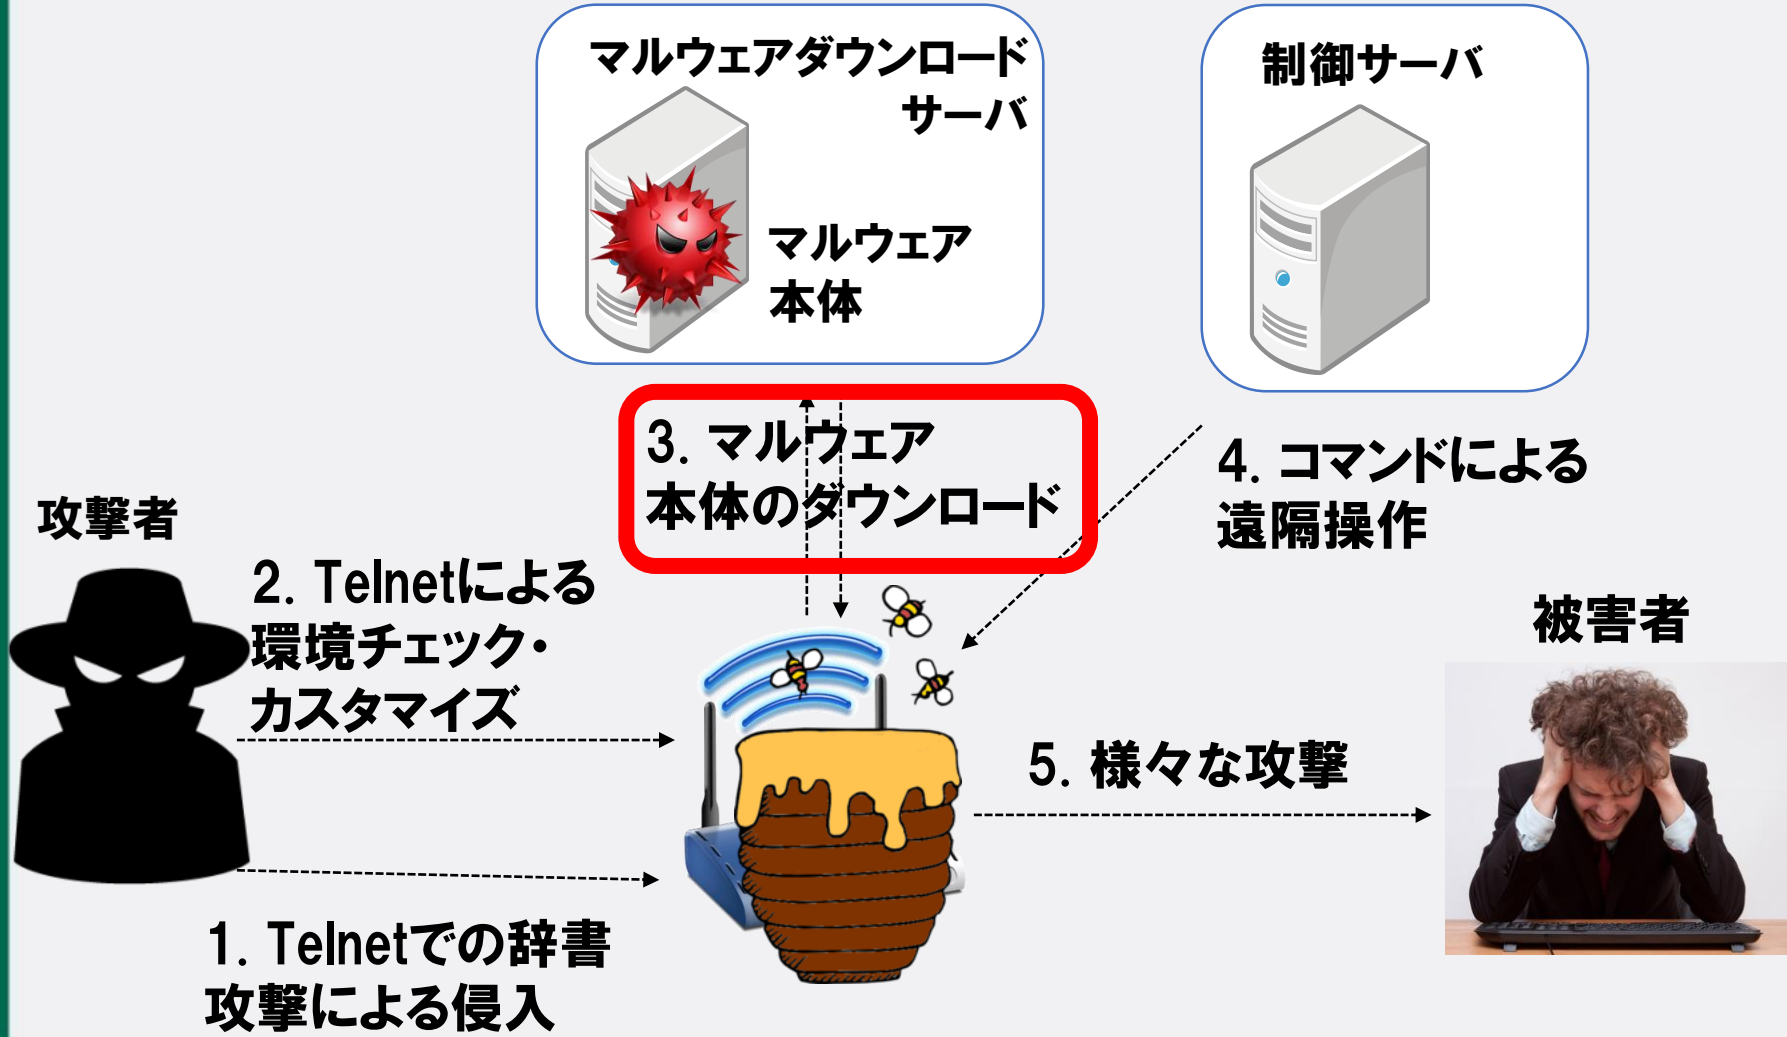 マルウェアダウンロード
サーバ
マルウェア
本体
制御サーバ
3. マルウェア
本体のダウンロード
4. コマンドによる
遠隔操作
攻撃者
2. Telnetによる
環境チェック・
カスタマイズ
被害者
5. 様々な攻撃
1. Telnetでの辞書
攻撃による侵入